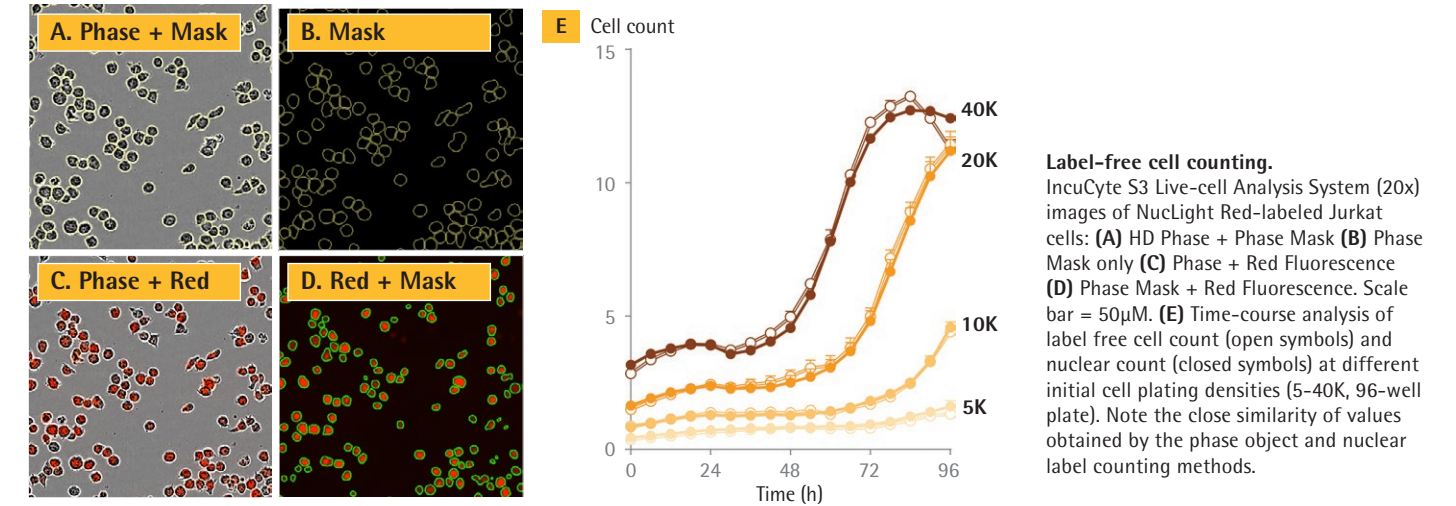 A. Phase + Mask
B. Mask
C. Phase + Red
D. Red + Mask
E Cell count
15
10
5
0
0 24 48 72 96
Time (h)
40K
20K
10K
5K
Label-free cell counting.
IncuCyte S3 Live-cell Analysis System (20x)
images of NucLight Red-labeled Jurkat
cells: (A) HD Phase + Phase Mask (B) Phase
Mask only (C) Phase + Red Fluorescence
(D) Phase Mask + Red Fluorescence. Scale
bar = 50µM. (E) Time-course analysis of
label free cell count (open symbols) and
nuclear count (closed symbols) at different
initial cell plating densities (5-40K, 96-well
plate). Note the close similarity of values
obtained by the phase object and nuclear
label counting methods.